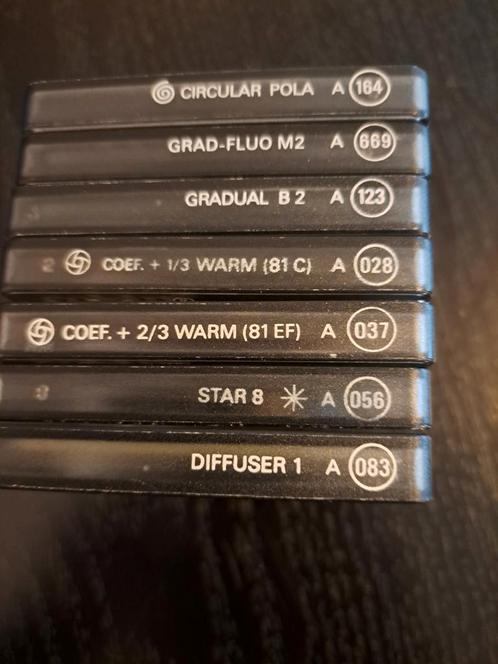 CIRCULAR POLA A 164
GRAD-FLUO M2 A 669
GRADUAL B 2 A 123
COEF. + 1/3 WARM (81 C) A 028
COEF. + 2/3 WARM (81 EF) A 037
STAR 8 A 056
DIFFUSER 1 A 083